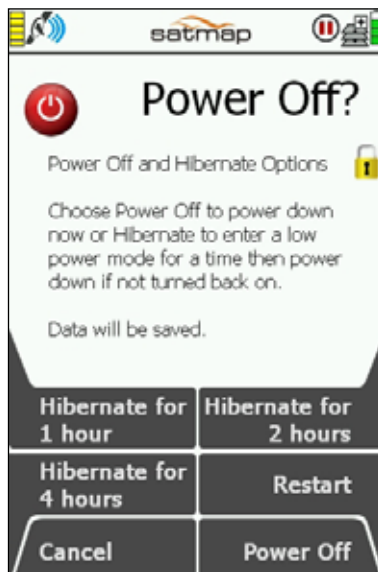 satmap
Power Off?
Power Off and Hibernate Options
Choose Power Off to power down
now or Hibernate to enter a low
power mode for a time then power
down if not turned back on.
Data will be saved.
Hibernate for
1 hour
Hibernate for
2 hours
Hibernate for
4 hours
Restart
Cancel
Power Off